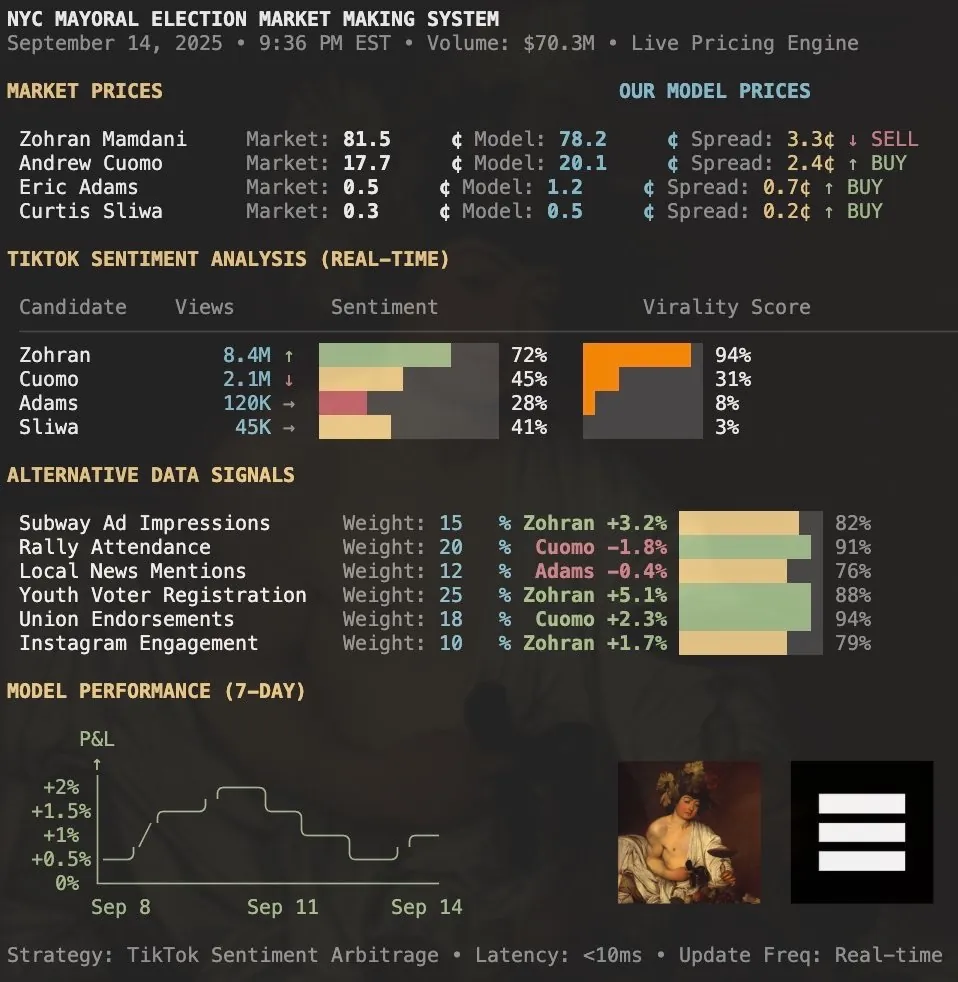 NYC MAYORAL ELECTION MARKET MAKING SYSTEM
September 14, 2025 • 9:36 PM EST • Volume: $70.3M • Live Pricing Engine
MARKET PRICES OUR MODEL PRICES
Zohran Mamdani Market: 81.5 ¢ Model: 78.2 ¢ Spread: 3.3¢ ↓ SELL
Andrew Cuomo Market: 17.7 ¢ Model: 20.1 ¢ Spread: 2.4¢ ↑ BUY
Eric Adams Market: 0.5 ¢ Model: 1.2 ¢ Spread: 0.7¢ ↑ BUY
Curtis Sliwa Market: 0.3 ¢ Model: 0.5 ¢ Spread: 0.2¢ ↑ BUY
TIKTOK SENTIMENT ANALYSIS (REAL-TIME)
Candidate Views Sentiment Virality Score
Zohran 8.4M ↑ 72% 94%
Cuomo 2.1M ↓ 45% 31%
Adams 120K → 28% 8%
Sliwa 45K → 41% 3%
ALTERNATIVE DATA SIGNALS
Subway Ad Impressions Weight: 15 % Zohran +3.2% 82%
Rally Attendance Weight: 20 % Cuomo -1.8% 91%
Local News Mentions Weight: 12 % Adams -0.4% 76%
Youth Voter Registration Weight: 25 % Zohran +5.1% 88%
Union Endorsements Weight: 18 % Cuomo +2.3% 94%
Instagram Engagement Weight: 10 % Zohran +1.7% 79%
MODEL PERFORMANCE (7-DAY)
P&L
↑
+2%
+1.5%
+1%
+0.5%
0%
Sep 8 Sep 11 Sep 14
Strategy: TikTok Sentiment Arbitrage • Latency: <10ms • Update Freq: Real-time